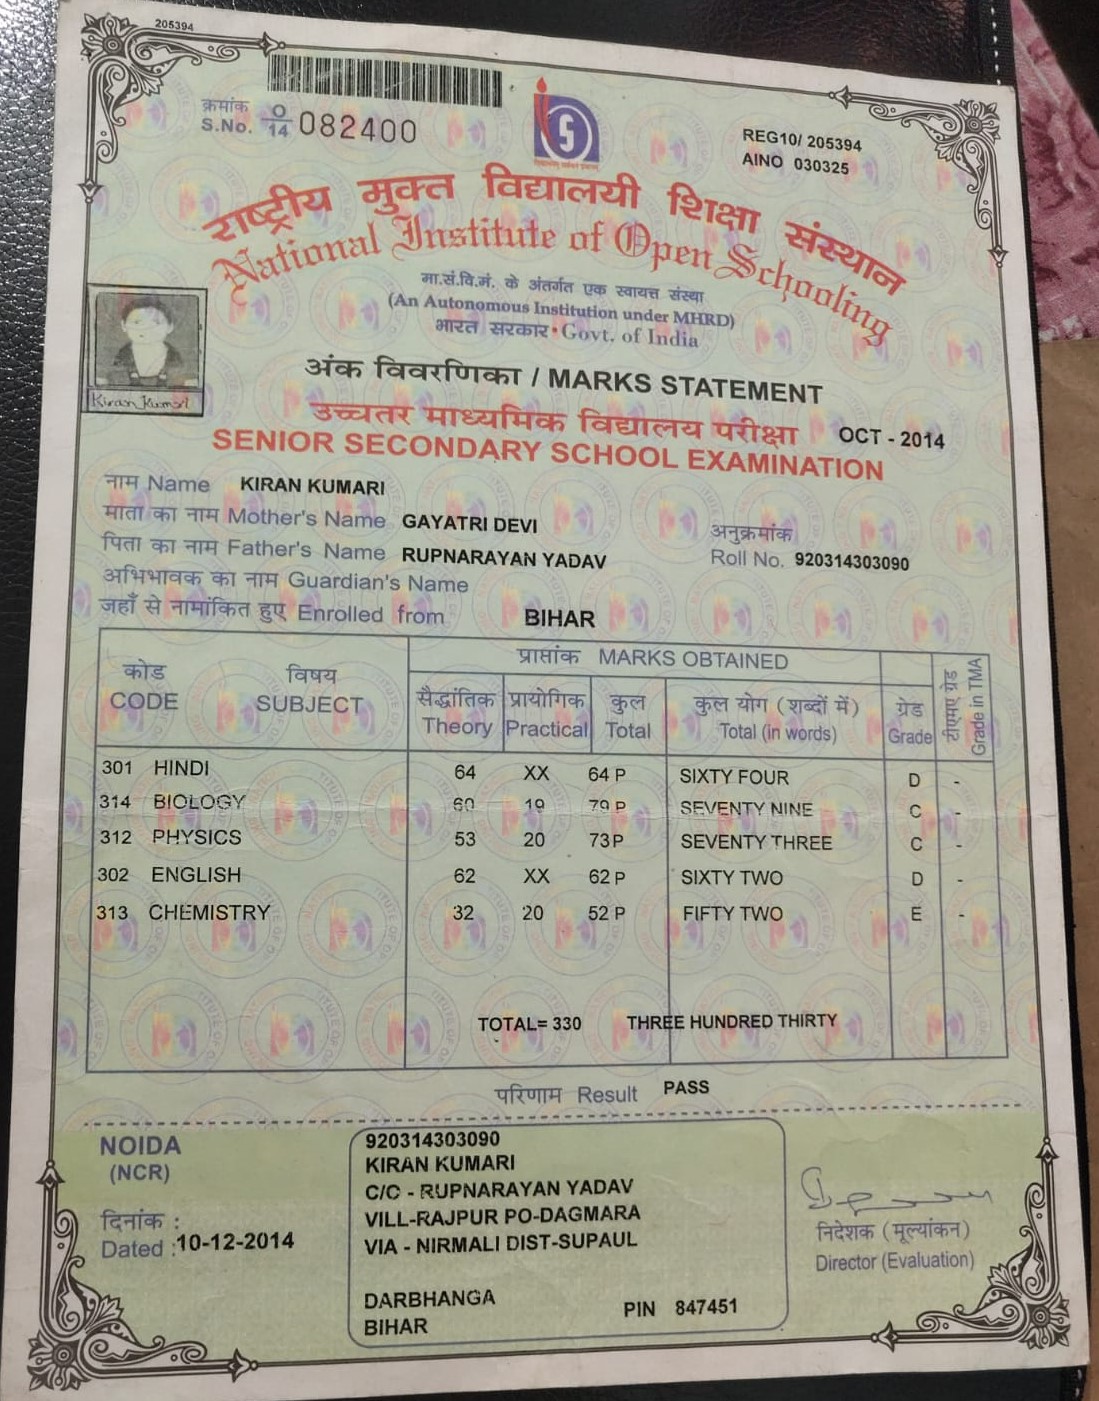 205394
क्रमांक
S.No. O/14 082400
REG10/ 205394
AINO 030325
राष्ट्रीय मुक्त विद्यालयी शिक्षा संस्थान
National Institute of Open Schooling
मा.सं.वि.मं. के अंतर्गत एक स्वायत्त संस्था
(An Autonomous Institution under MHRD)
भारत सरकार • Govt. of India
Kiran Kumari
अंक विवरणिका / MARKS STATEMENT
उच्चतर माध्यमिक विद्यालय परीक्षा OCT - 2014
SENIOR SECONDARY SCHOOL EXAMINATION
नाम Name KIRAN KUMARI
माता का नाम Mother's Name GAYATRI DEVI
अनुक्रमांक
पिता का नाम Father's Name RUPNARAYAN YADAV Roll No. 920314303090
अभिभावक का नाम Guardian's Name
जहाँ से नामांकित हुए Enrolled from BIHAR
कोड विषय प्राप्तांक MARKS OBTAINED
CODE SUBJECT
सैद्धांतिक प्रायोगिक कुल कुल योग (शब्दों में) ग्रेड टीएमए ग्रेड
Theory Practical Total Total (in words) Grade Grade in TMA
301 HINDI 64 XX 64 P SIXTY FOUR D -
314 BIOLOGY 60 19 79 P SEVENTY NINE C -
312 PHYSICS 53 20 73 P SEVENTY THREE C -
302 ENGLISH 62 XX 62 P SIXTY TWO D -
313 CHEMISTRY 32 20 52 P FIFTY TWO E -
TOTAL= 330 THREE HUNDRED THIRTY
परिणाम Result PASS
NOIDA
(NCR)
दिनांक :
Dated : 10-12-2014
920314303090
KIRAN KUMARI
C/C - RUPNARAYAN YADAV
VILL-RAJPUR PO-DAGMARA
VIA - NIRMALI DIST-SUPAUL
DARBHANGA
BIHAR PIN 847451
निदेशक (मूल्यांकन)
Director (Evaluation)